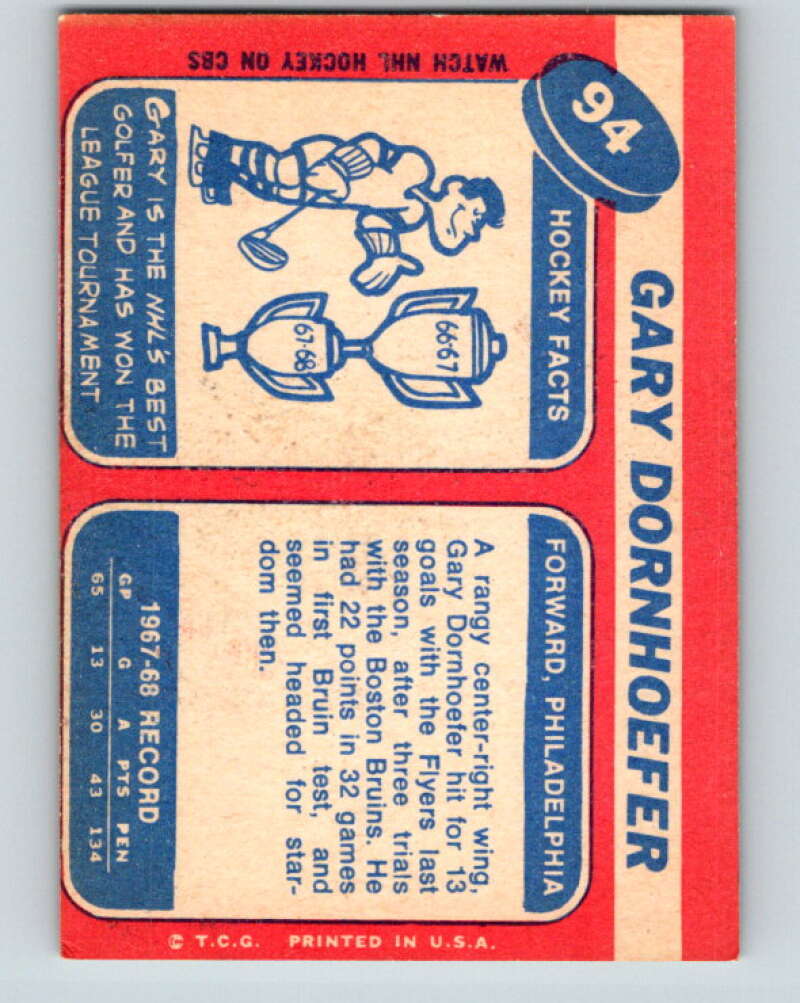 94
GARY DORNHOEFER
HOCKEY FACTS
66-67
67-68
GARY IS THE NHL'S BEST
GOLFER AND HAS WON THE
LEAGUE TOURNAMENT
WATCH NHL HOCKEY ON CBS
FORWARD, PHILADELPHIA
A rangy center-right wing,
Gary Dornhoefer hit for 13
goals with the Flyers last
season, after three trials
with the Boston Bruins. He
had 22 points in 32 games
in first Bruin test, and
seemed headed for star-
dom then.
1967-68 RECORD
GP G A PTS PEN
65 13 30 43 134
© T.C.G. PRINTED IN U.S.A.